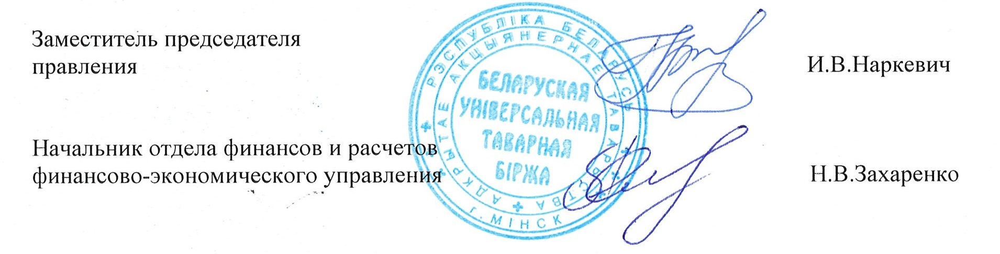 Заместитель председателя
правления
И.В.Наркевич
РЭСПУБЛІКА БЕЛАРУСЬ
г. МІНСК
АДКРЫТАЕ АКЦЫЯНЕРНАЕ ТАВАРЫСТВА
БЕЛАРУСКАЯ
УНІВЕРСАЛЬНАЯ
ТАВАРНАЯ
БІРЖА
Начальник отдела финансов и расчетов
финансово-экономического управления
Н.В.Захаренко